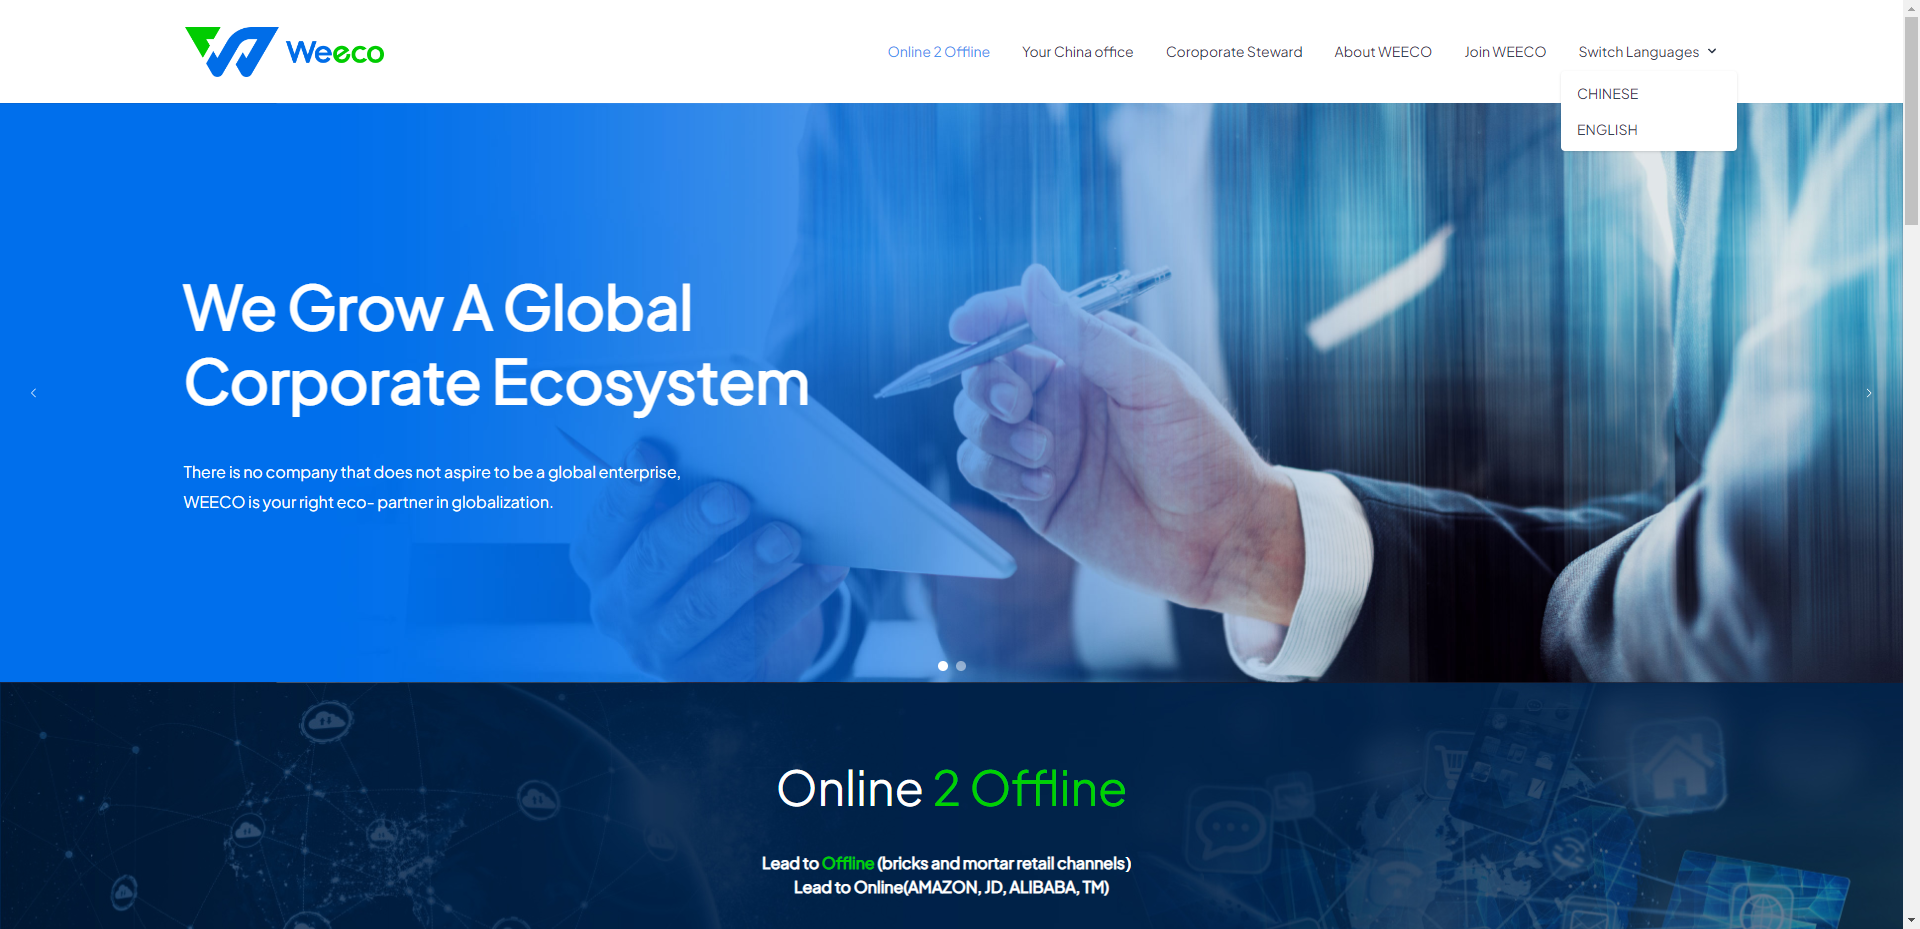 Weeco
Online 2 Offline
Your China office
Coroporate Steward
About WEECO
Join WEECO
Switch Languages
CHINESE
ENGLISH
We Grow A Global
Corporate Ecosystem
There is no company that does not aspire to be a global enterprise,
WEECO is your right eco- partner in globalization.
Online 2 Offline
Lead to Offline (bricks and mortar retail channels)
Lead to Online(AMAZON, JD, ALIBABA, TM)